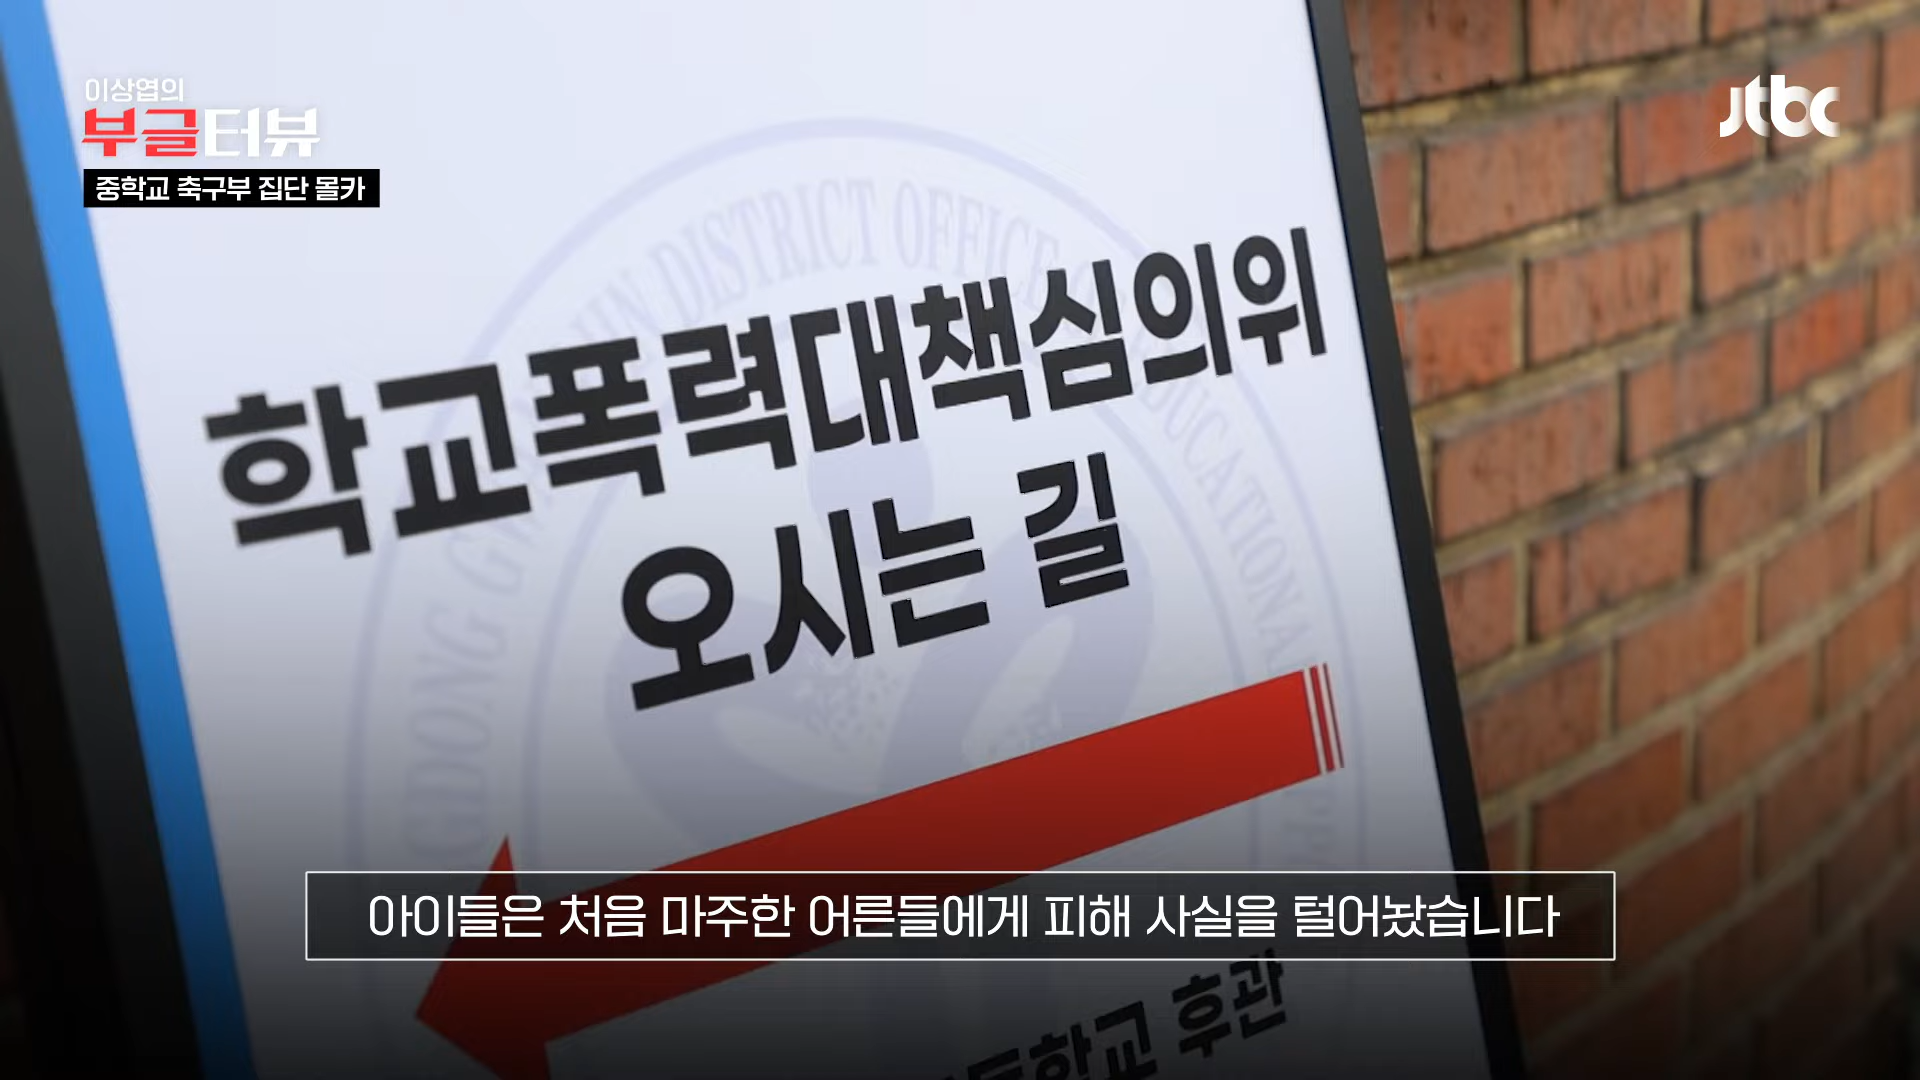 이상엽의
부글터뷰
중학교 축구부 집단 몰카
jtbc
DISTRICT OFFICE
EDUCATIONAL
GDONG
학교폭력대책심의위
오시는 길
아이들은 처음 마주한 어른들에게 피해 사실을 털어놨습니다
등학교 후관